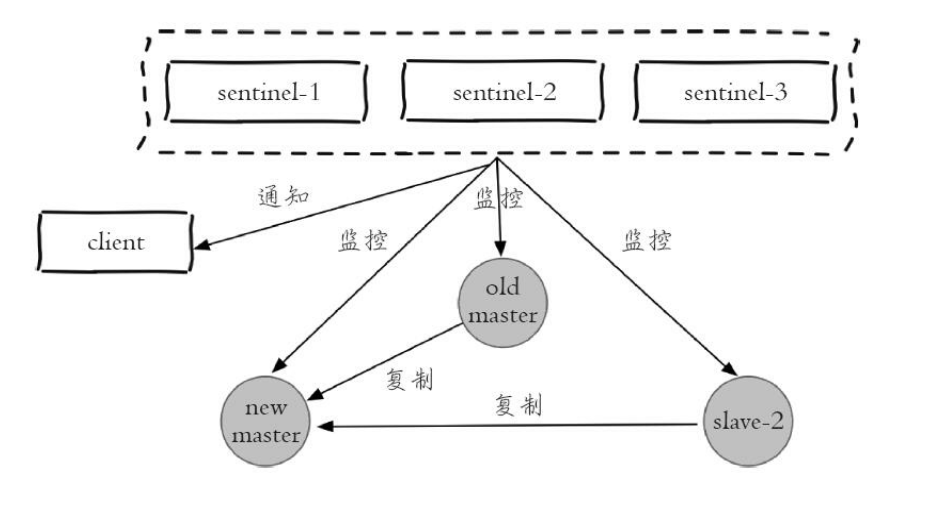 sentinel-1
sentinel-2
sentinel-3
通知
监控
client
监控
监控
old
master
复制
复制
new
master
slave-2